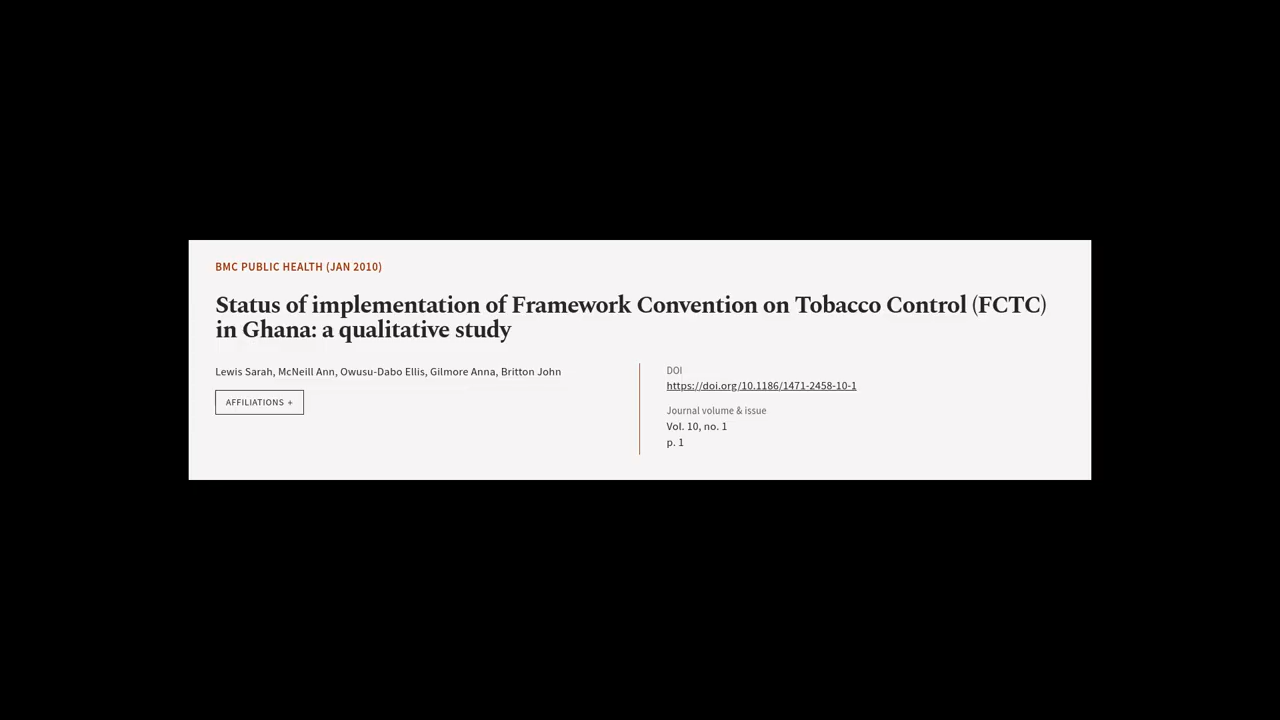 BMC PUBLIC HEALTH (JAN 2010)
Status of implementation of Framework Convention on Tobacco Control (FCTC)
in Ghana: a qualitative study
Lewis Sarah, McNeill Ann, Owusu-Dabo Ellis, Gilmore Anna, Britton John
AFFILIATIONS +
DOI
https://doi.org/10.1186/1471-2458-10-1
Journal volume & issue
Vol. 10, no. 1
p. 1